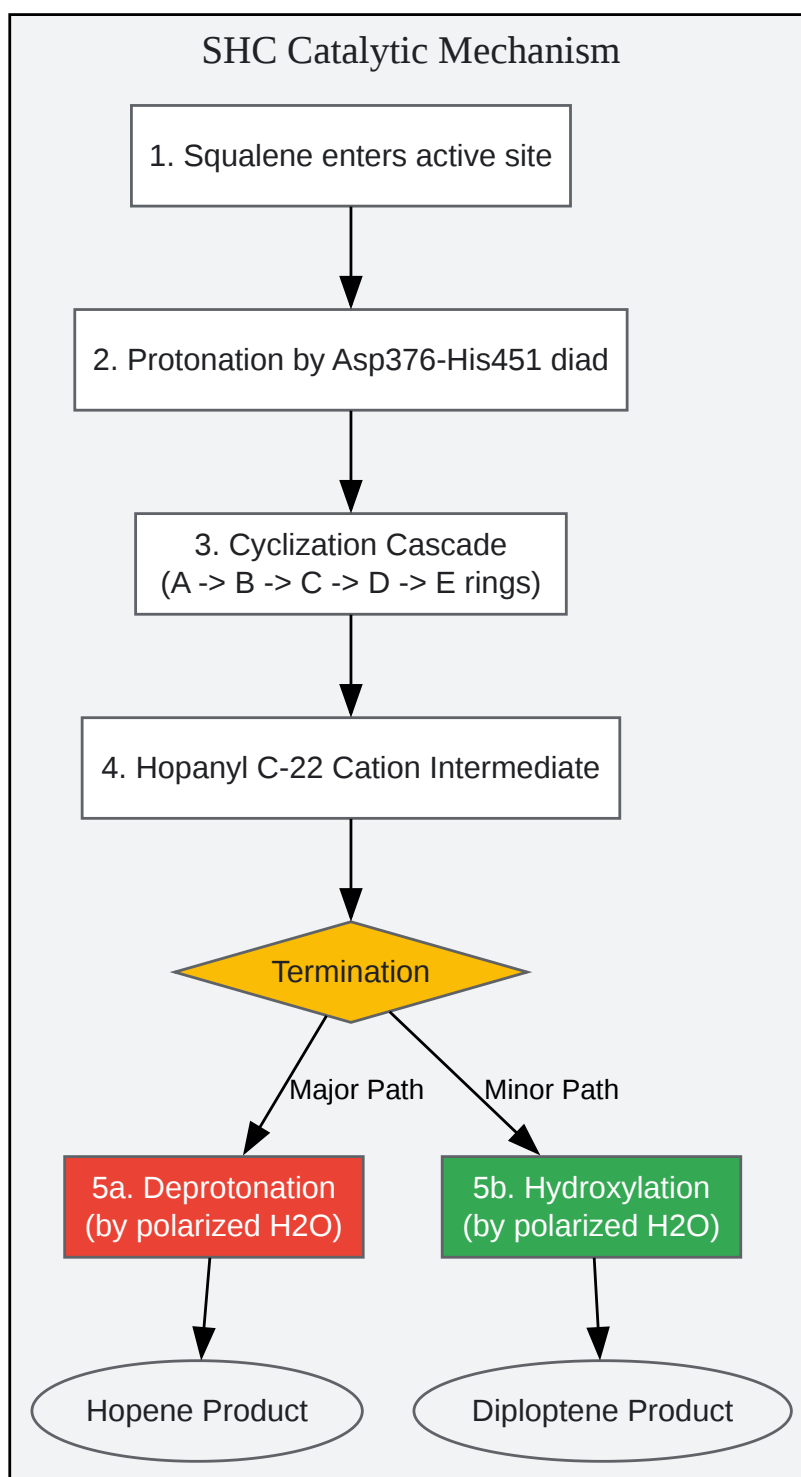 SHC Catalytic Mechanism
1. Squalene enters active site
2. Protonation by Asp376-His451 diad
3. Cyclization Cascade
(A -> B -> C -> D -> E rings)
4. Hopanyl C-22 Cation Intermediate
Termination
Major Path
Minor Path
5a. Deprotonation
(by polarized H2O)
5b. Hydroxylation
(by polarized H2O)
Hopene Product
Diploptene Product